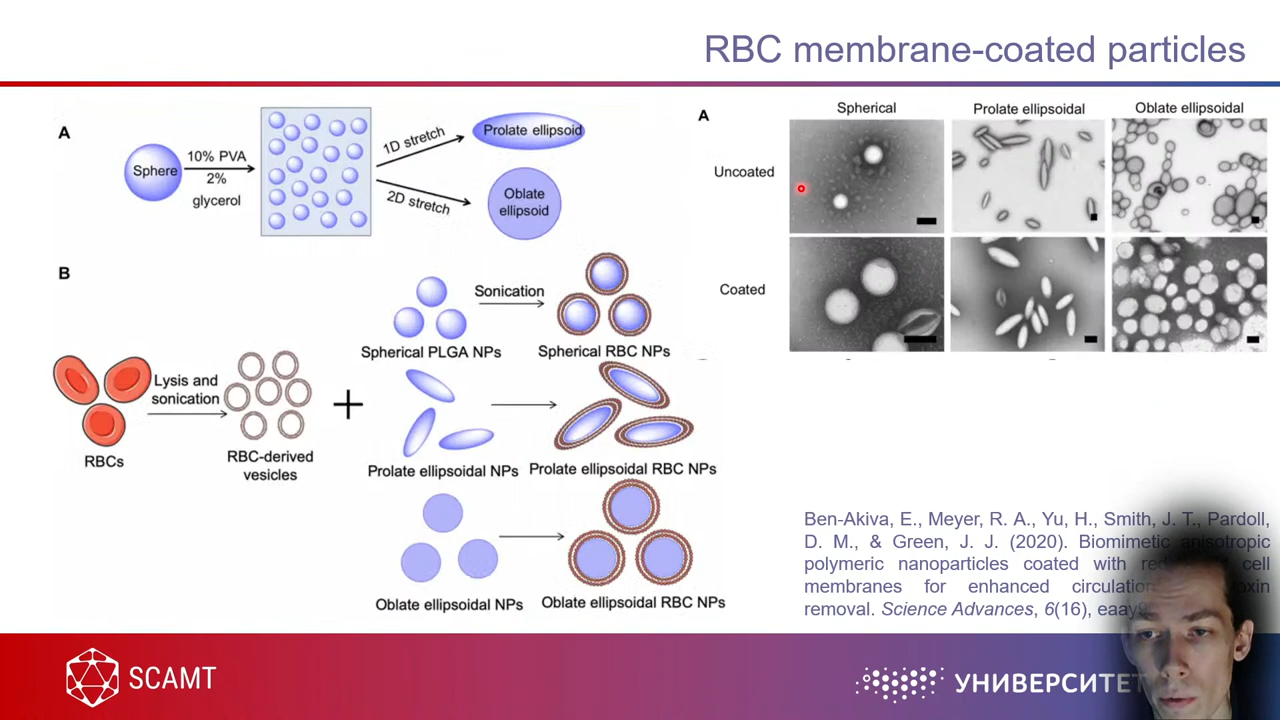 RBC membrane-coated particles
A
Sphere
10% PVA
2%
glycerol
1D stretch
2D stretch
Prolate ellipsoid
Oblate
ellipsoid
B
RBCs
Lysis and
sonication
RBC-derived
vesicles
+
Spherical PLGA NPs
Sonication
Spherical RBC NPs
Prolate ellipsoidal NPs
Prolate ellipsoidal RBC NPs
Oblate ellipsoidal NPs
Oblate ellipsoidal RBC NPs
A
Spherical
Prolate ellipsoidal
Oblate ellipsoidal
Uncoated
Coated
Ben-Akiva, E., Meyer, R. A., Yu, H., Smith, J. T., Pardoll,
D. M., & Green, J. J. (2020). Biomimetic anisotropic
polymeric nanoparticles coated with cell
membranes for enhanced
removal. Science Advances, 6(16),
SCAMT
УНИВЕРСИТЕТ